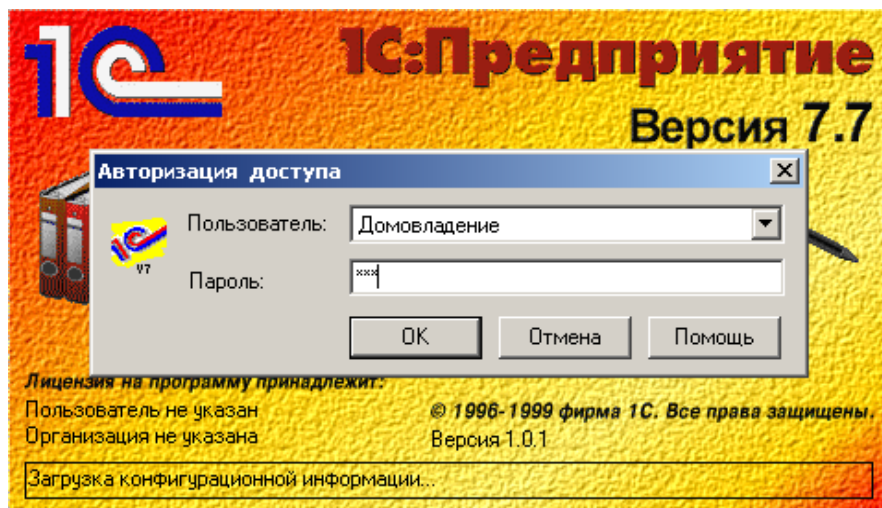 1С
1С:Предприятие
Версия 7.7
Авторизация доступа
1С
V7
Пользователь: Домовладение
Пароль: ***
OK Отмена Помощь
Лицензия на программу принадлежит:
Пользователь не указан
Организация не указана
© 1996-1999 фирма 1С. Все права защищены.
Версия 1.0.1
Загрузка конфигурационной информации...